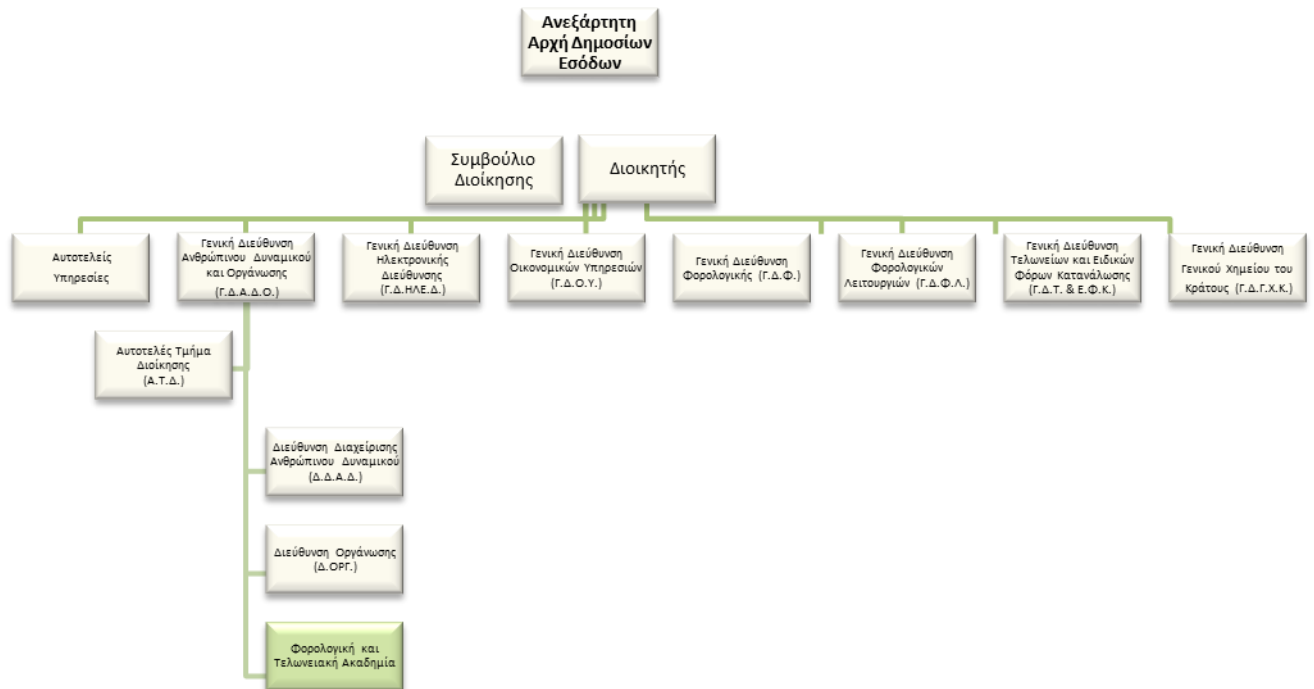 Ανεξάρτητη
Αρχή Δημοσίων
Εσόδων
Συμβούλιο
Διοίκησης
Διοικητής
Αυτοτελείς
Υπηρεσίες
Γενική Διεύθυνση
Ανθρώπινου Δυναμικού
και Οργάνωσης
(Γ.Δ.Α.Δ.Ο.)
Γενική Διεύθυνση
Ηλεκτρονικής
Διεύθυνσης
(Γ.Δ.ΗΛΕ.Δ.)
Γενική Διεύθυνση
Οικονομικών Υπηρεσιών
(Γ.Δ.Ο.Υ.)
Γενική Διεύθυνση
Φορολογικής (Γ.Δ.Φ.)
Γενική Διεύθυνση
Φορολογικών
Λειτουργιών (Γ.Δ.Φ.Λ.)
Γενική Διεύθυνση
Τελωνείων και Ειδικών
Φόρων Κατανάλωσης
(Γ.Δ.Τ. & Ε.Φ.Κ.)
Γενική Διεύθυνση
Γενικού Χημείου του
Κράτους (Γ.Δ.Γ.Χ.Κ.)
Αυτοτελές Τμήμα
Διοίκησης
(Α.Τ.Δ.)
Διεύθυνση Διαχείρισης
Ανθρώπινου Δυναμικού
(Δ.Δ.Α.Δ.)
Διεύθυνση Οργάνωσης
(Δ.ΟΡΓ.)
Φορολογική και
Τελωνειακή Ακαδημία